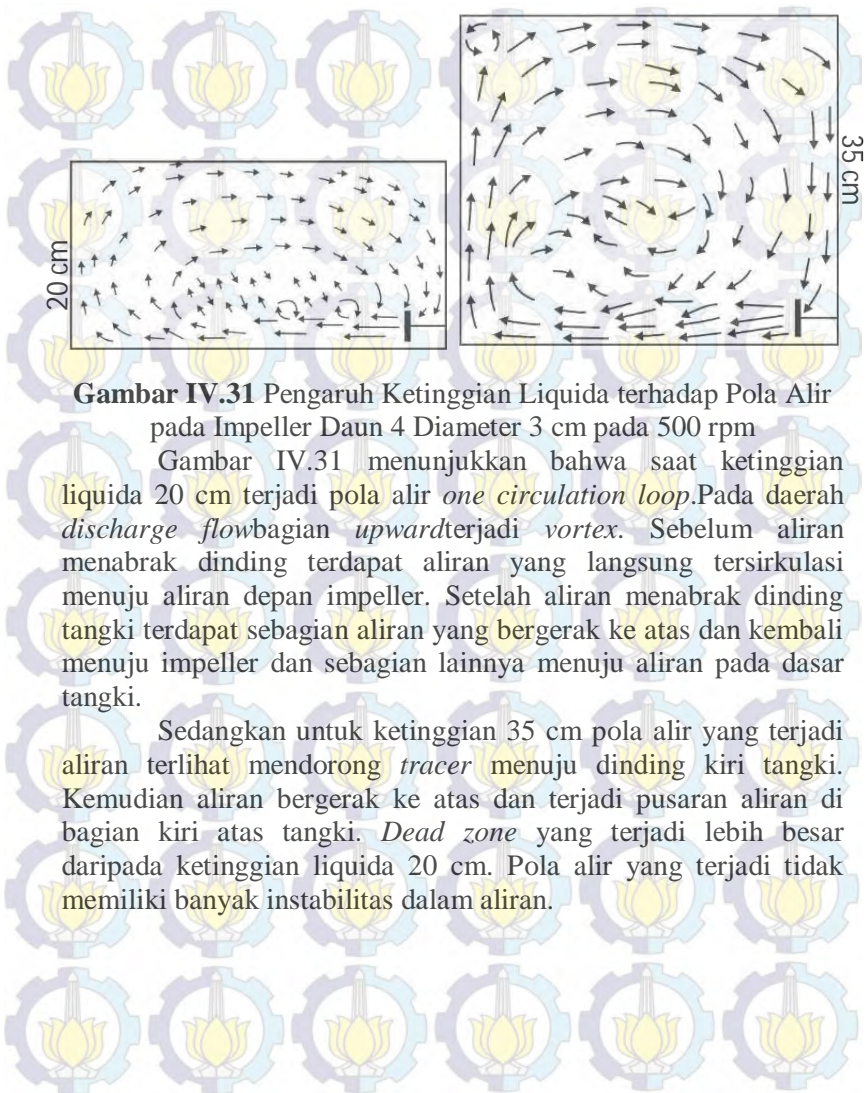 20 cm
35 cm
Gambar IV.31 Pengaruh Ketinggian Liquida terhadap Pola Alir
pada Impeller Daun 4 Diameter 3 cm pada 500 rpm
Gambar IV.31 menunjukkan bahwa saat ketinggian
liquida 20 cm terjadi pola alir one circulation loop.Pada daerah
discharge flowbagian upwardterjadi vortex. Sebelum aliran
menabrak dinding terdapat aliran yang langsung tersirkulasi
menuju aliran depan impeller. Setelah aliran menabrak dinding
tangki terdapat sebagian aliran yang bergerak ke atas dan kembali
menuju impeller dan sebagian lainnya menuju aliran pada dasar
tangki.
Sedangkan untuk ketinggian 35 cm pola alir yang terjadi
aliran terlihat mendorong tracer menuju dinding kiri tangki.
Kemudian aliran bergerak ke atas dan terjadi pusaran aliran di
bagian kiri atas tangki. Dead zone yang terjadi lebih besar
daripada ketinggian liquida 20 cm. Pola alir yang terjadi tidak
memiliki banyak instabilitas dalam aliran.